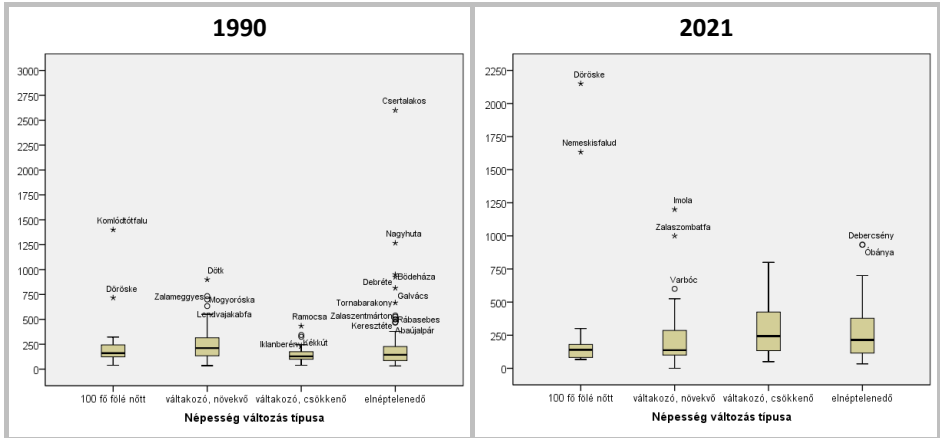 1990
3000
2750
2500
2250
2000
1750
1500
1250
1000
750
500
250
0
Csertalakos
Komlódtótfalu
Nagyhuta
Dötk
Bódeháza
Debréte
Döröske
Zalameggyes
Mogyoróska
Galvács
Lendvajakabfa
Tornabarakony
Ramocsa
Zalaszentmárton
Rábasebes
Keresztéte
Abaújalpár
Iklanberény
Kékkút
100 fő fölé nőtt
váltakozó, növekvő
váltakozó, csökkenő
elnéptelenedő
Népesség változás típusa
2021
2250
2000
1750
1500
1250
1000
750
500
250
0
Döröske
Nemeskisfalud
Imola
Zalaszombatfa
Debercsény
Óbánya
Varbóc
100 fő fölé nőtt
váltakozó, növekvő
váltakozó, csökkenő
elnéptelenedő
Népesség változás típusa